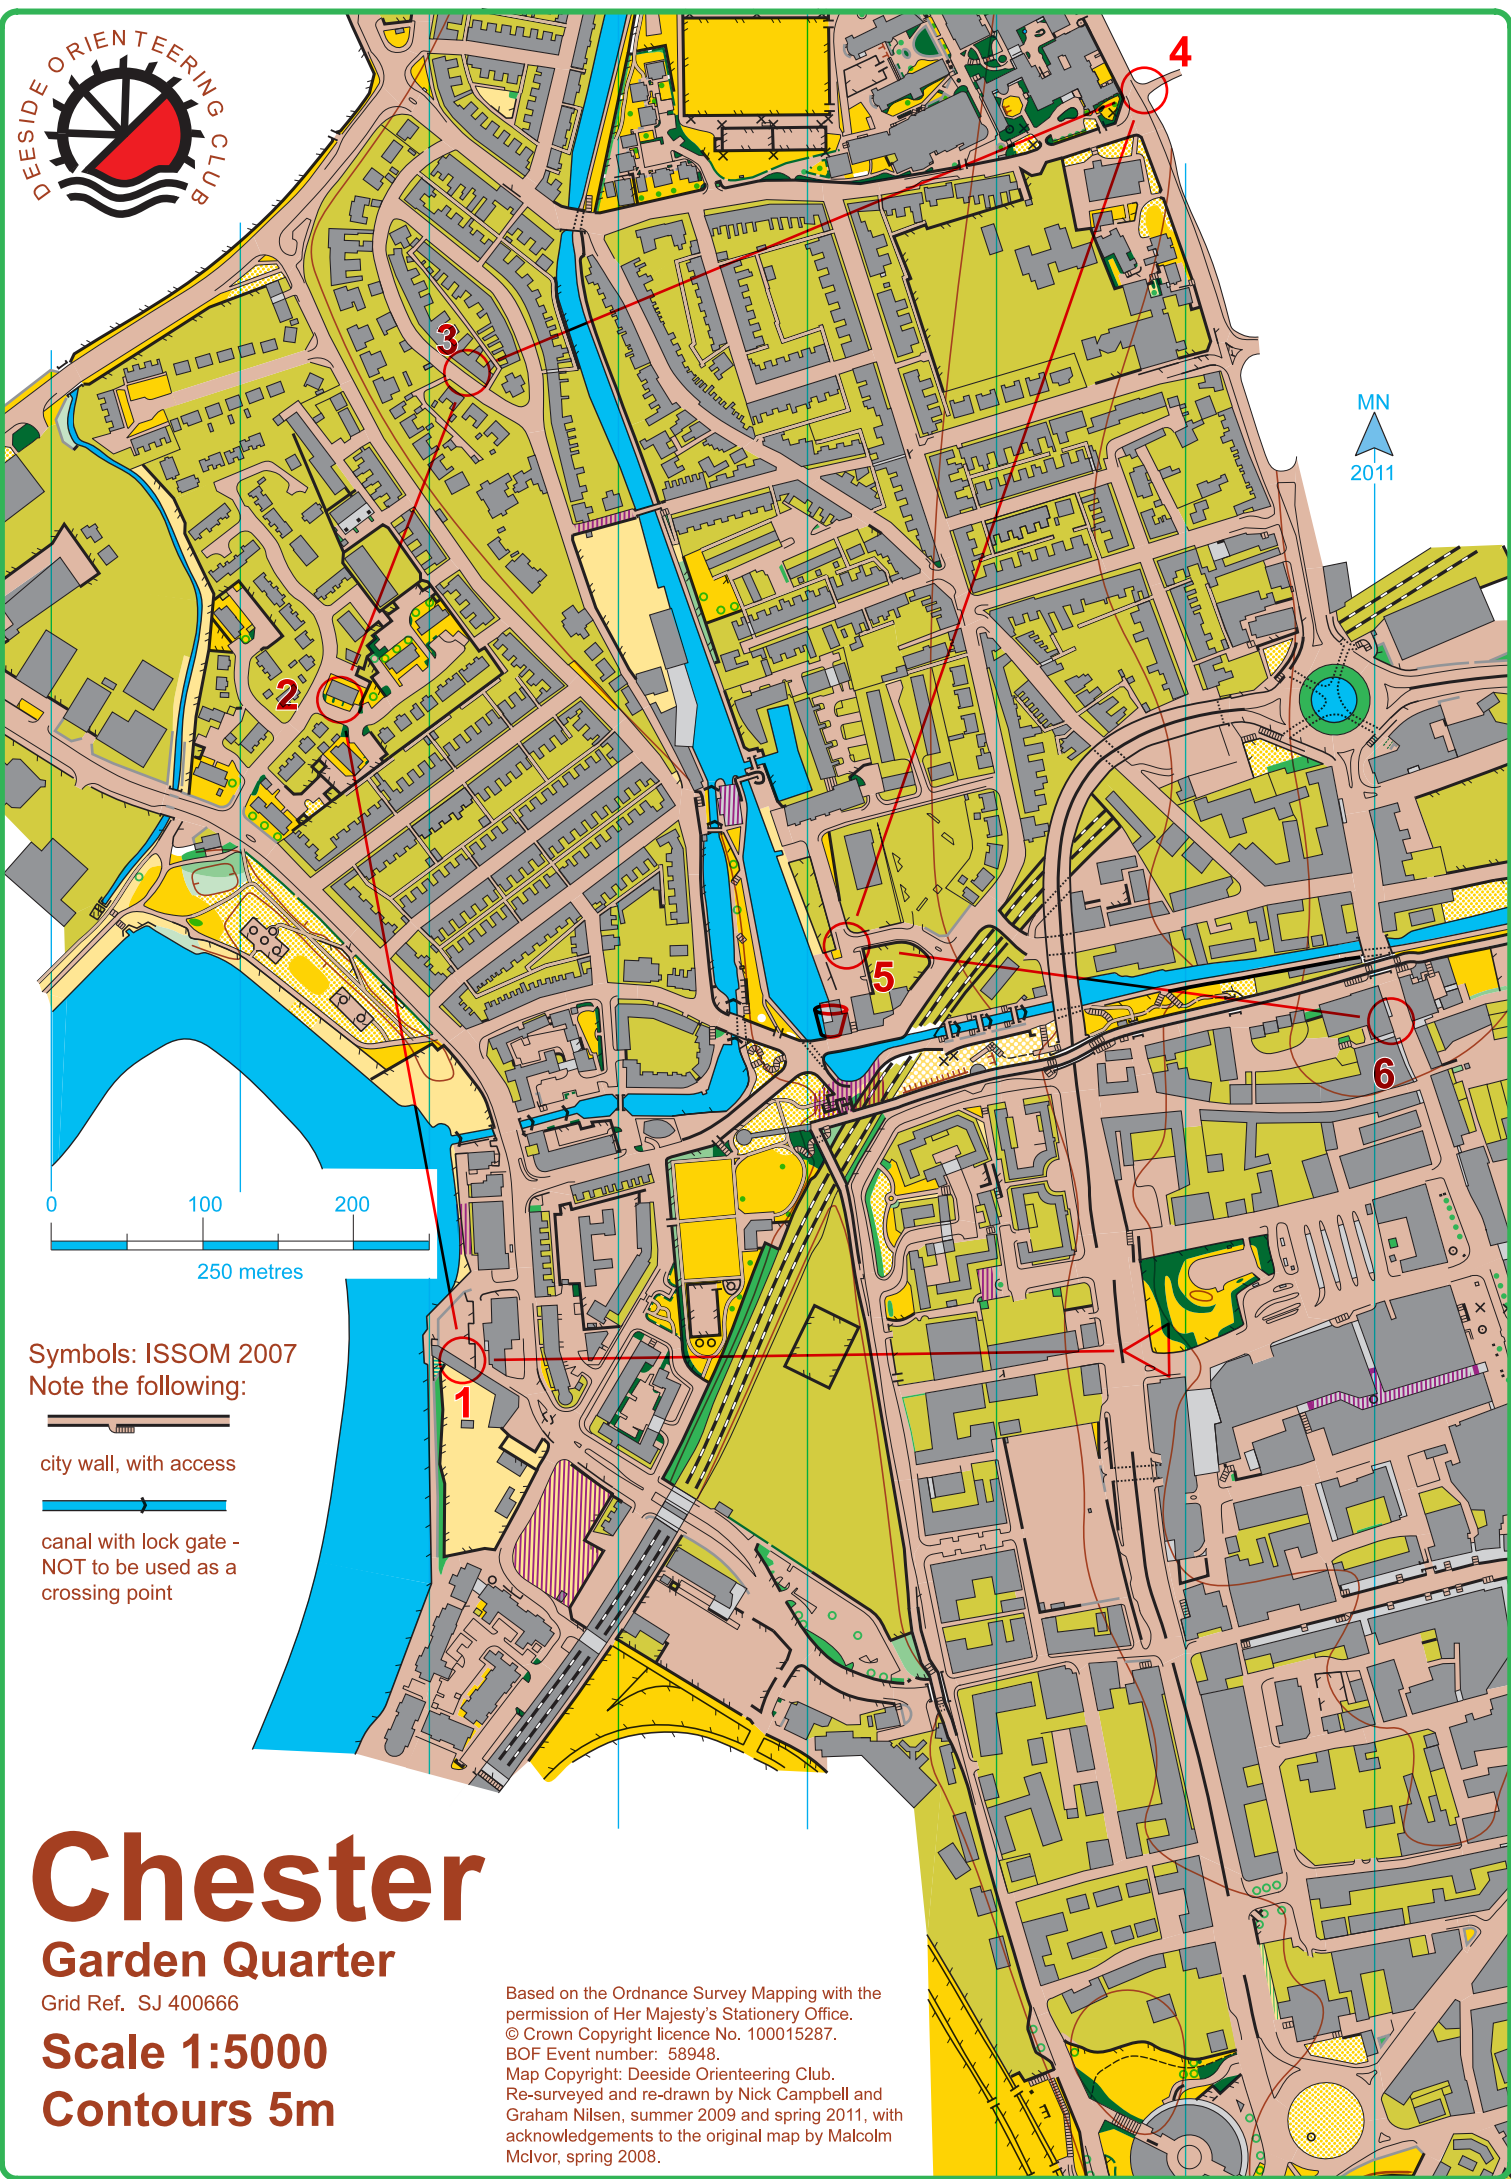 DEESIDE ORIENTEERING CLUB
4
3
MN
2011
2
5
6
0 100 200
250 metres
1
Symbols: ISSOM 2007
Note the following:
city wall, with access
canal with lock gate -
NOT to be used as a
crossing point
Chester
Garden Quarter
Grid Ref. SJ 400666
Scale 1:5000
Contours 5m
Based on the Ordnance Survey Mapping with the
permission of Her Majesty's Stationery Office.
© Crown Copyright licence No. 100015287.
BOF Event number: 58948.
Map Copyright: Deeside Orienteering Club.
Re-surveyed and re-drawn by Nick Campbell and
Graham Nilsen, summer 2009 and spring 2011, with
acknowledgements to the original map by Malcolm
McIvor, spring 2008.